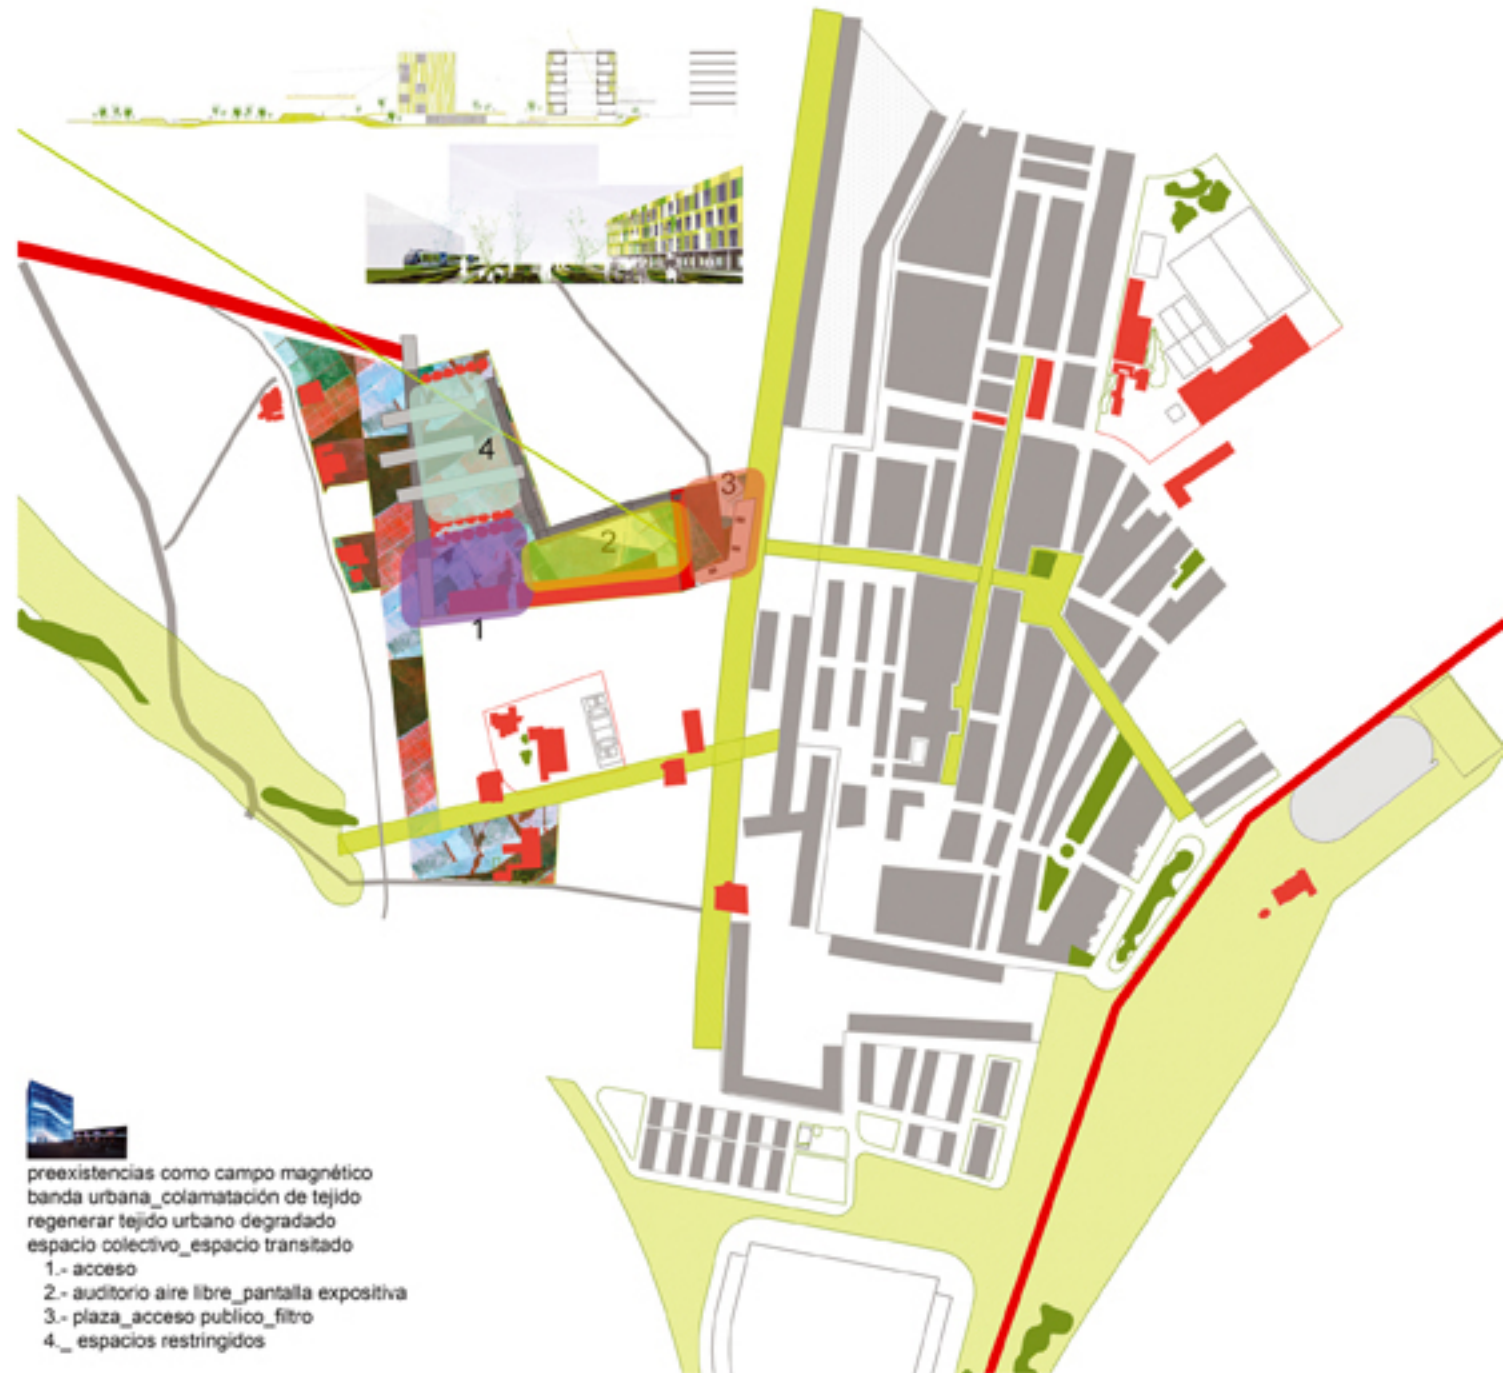 4
3
2
1
preexistencias como campo magnético
banda urbana_colamatación de tejido
regenerar tejido urbano degradado
espacio colectivo_espacio transitado
1.- acceso
2.- auditorio aire libre_pantalla expositiva
3.- plaza_acceso publico_filtro
4._ espacios restringidos